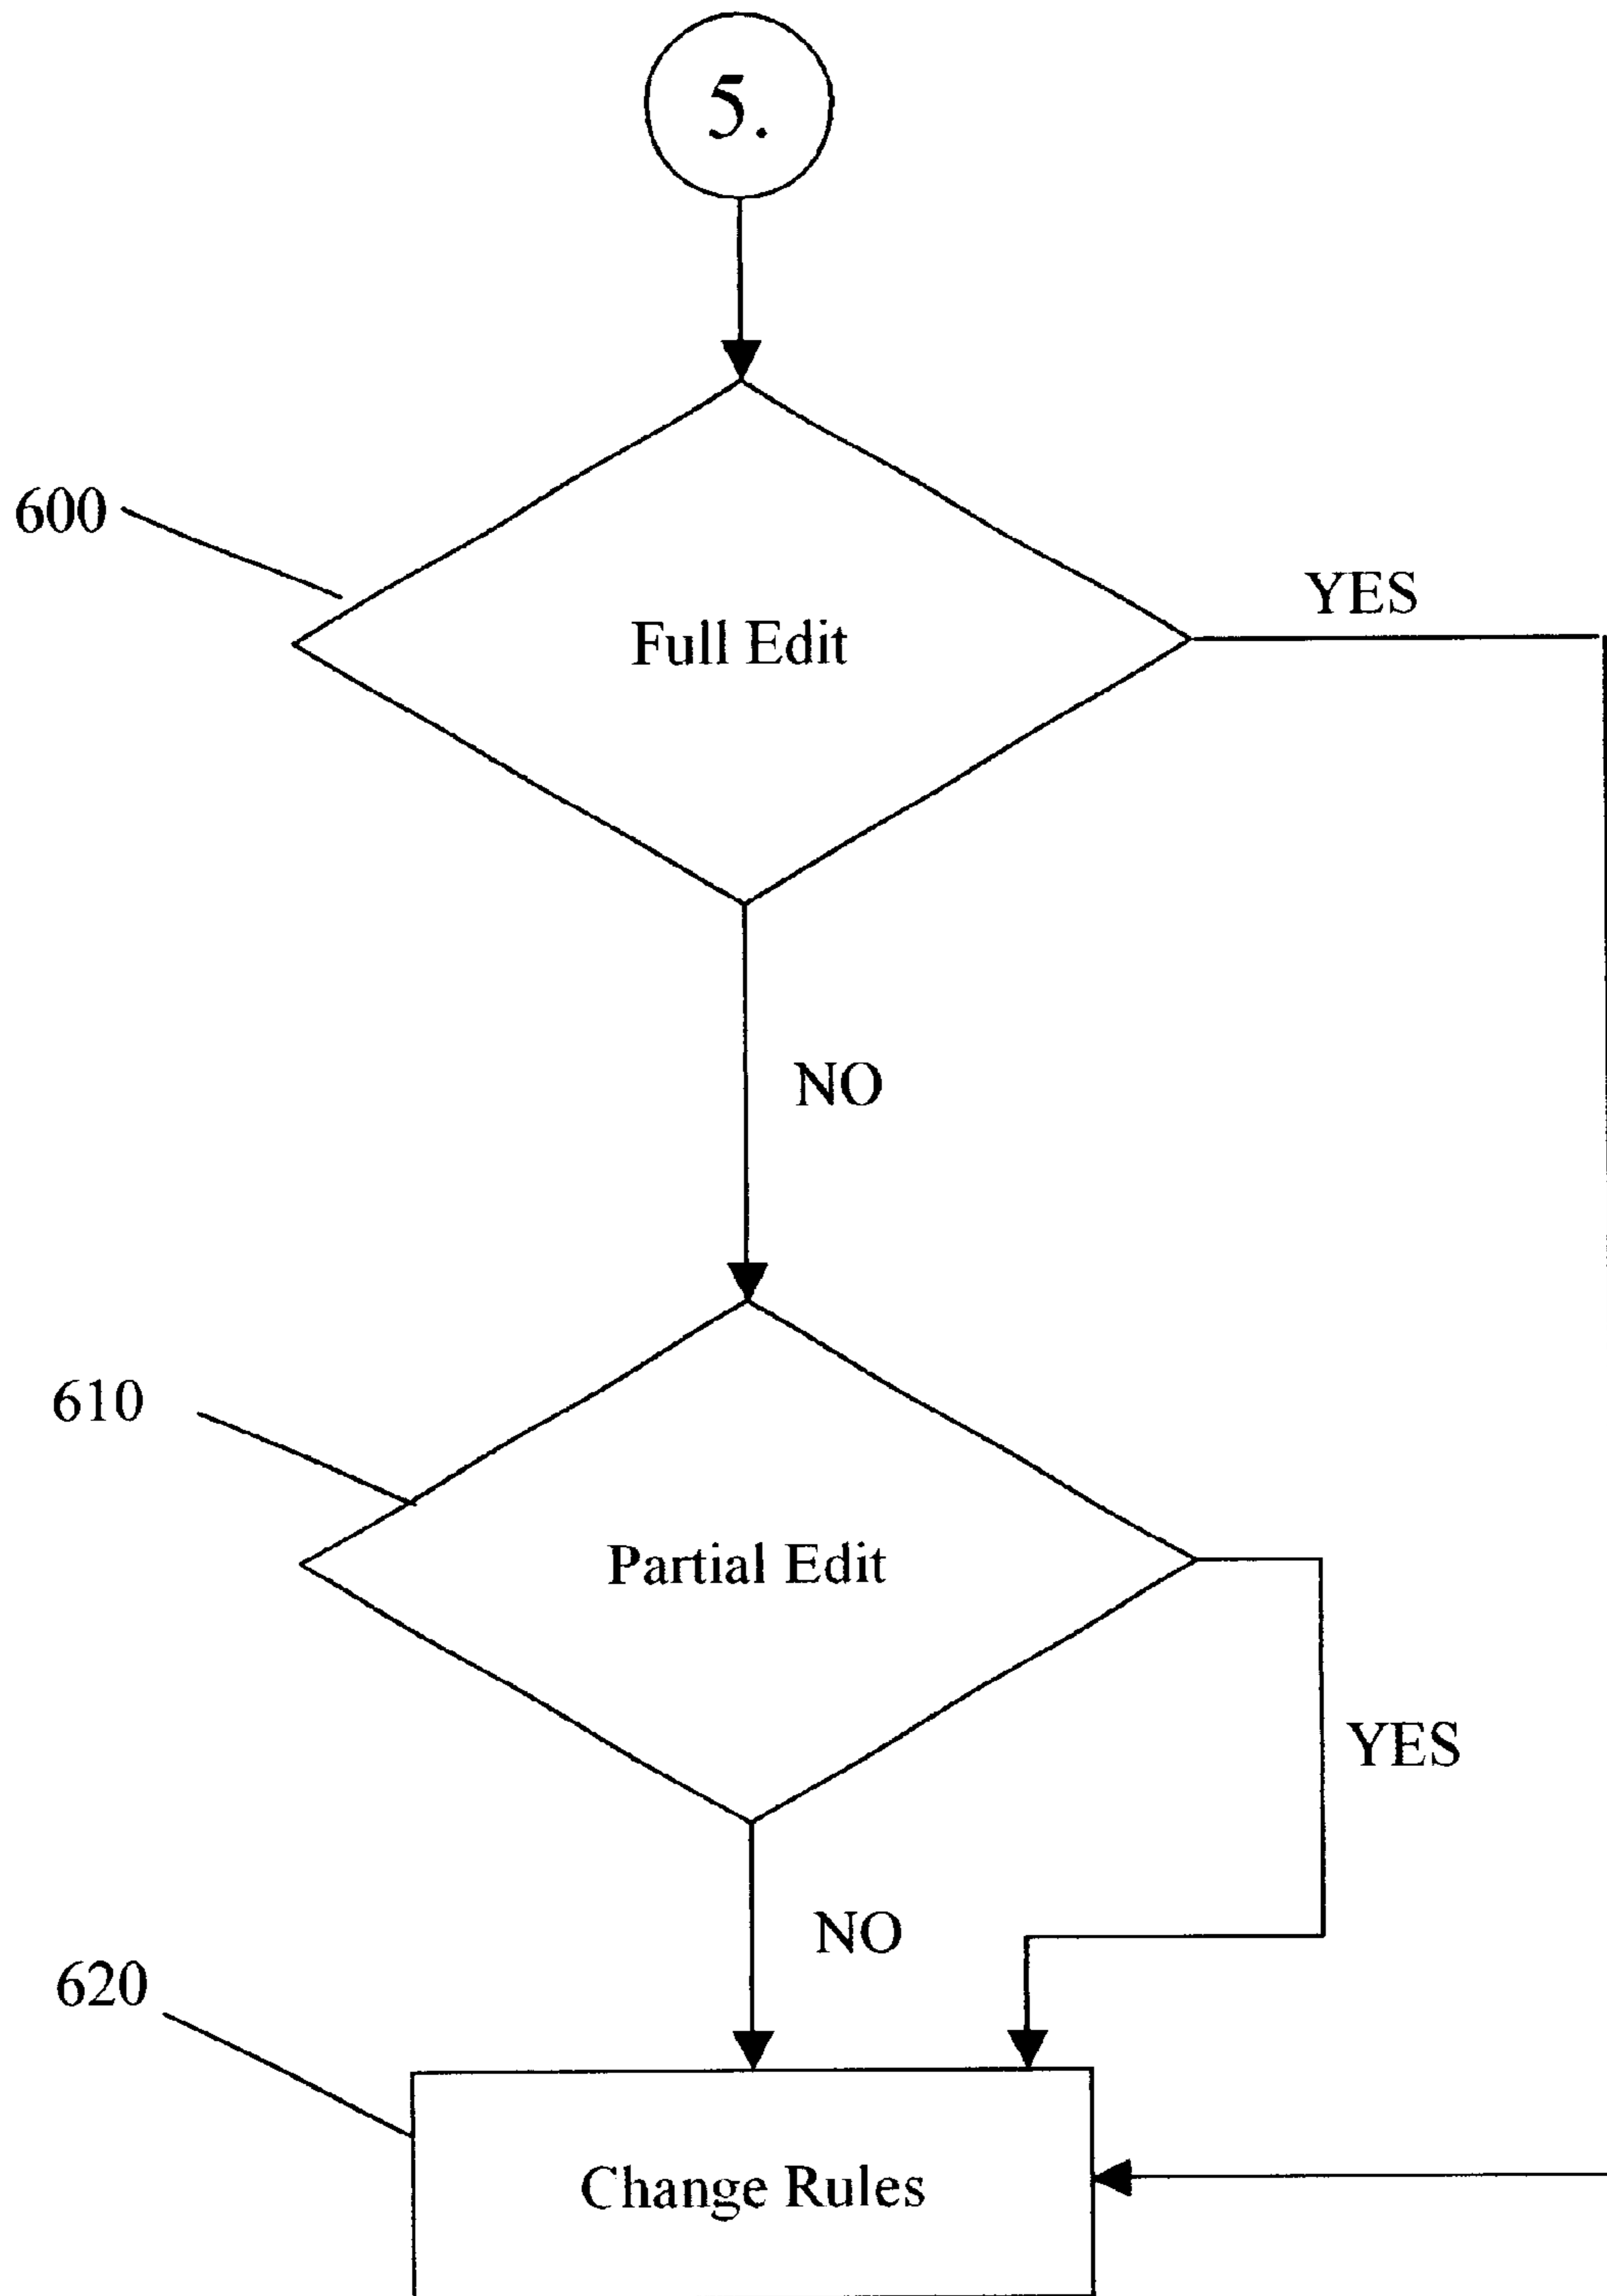 5.
600
YES
Full Edit
NO
610
Partial Edit
YES
NO
620
Change Rules